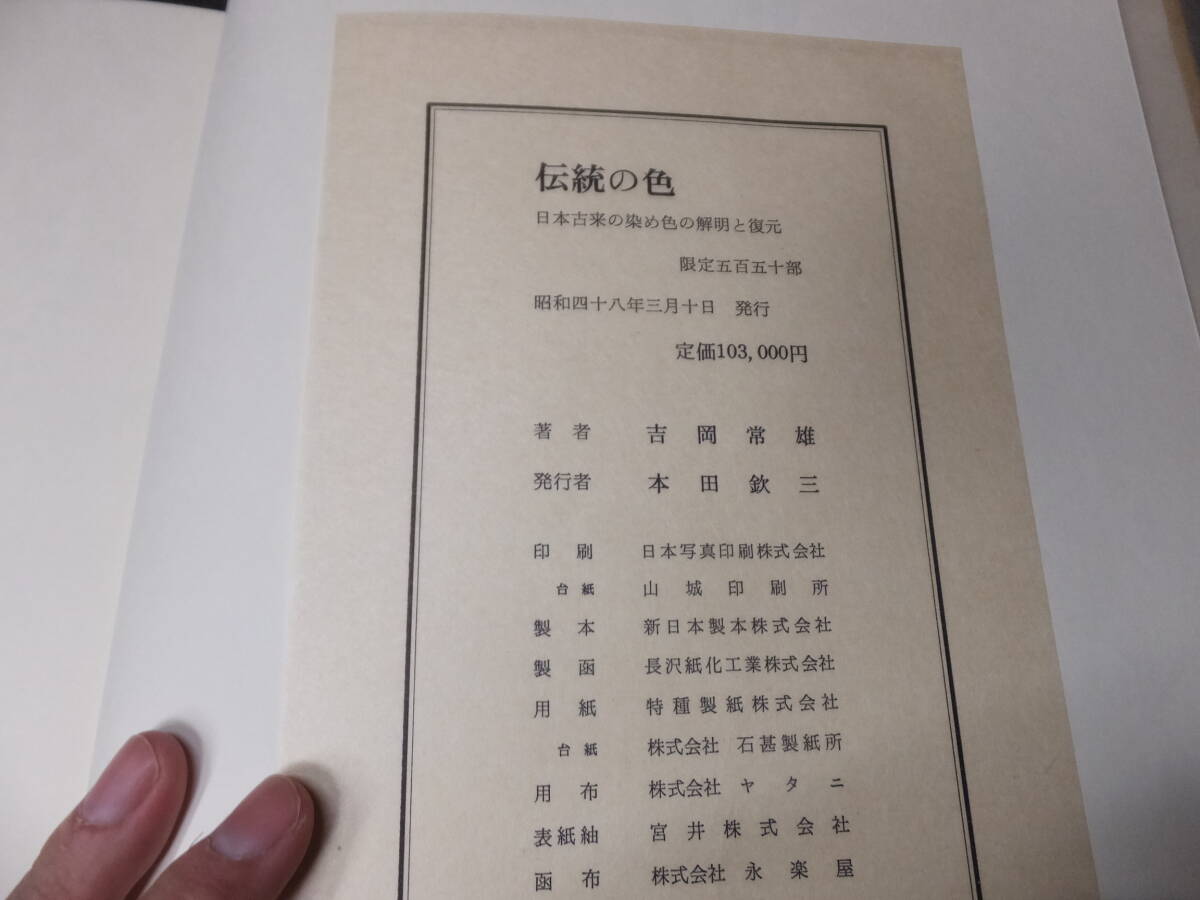 伝統の色
日本古来の染め色の解明と復元
限定五百五十部
昭和四十八年三月十日 発行
定価103,000円
著者 吉岡常雄
発行者 本田欽三
印刷 日本写真印刷株式会社
台紙 山城印刷所
製本 新日本製本株式会社
製函 長沢紙化工業株式会社
用紙 特種製紙株式会社
台紙 株式会社 石甚製紙所
用布 株式会社 ヤタニ
表紙紬 宮井株式会社
函布 株式会社 永楽屋